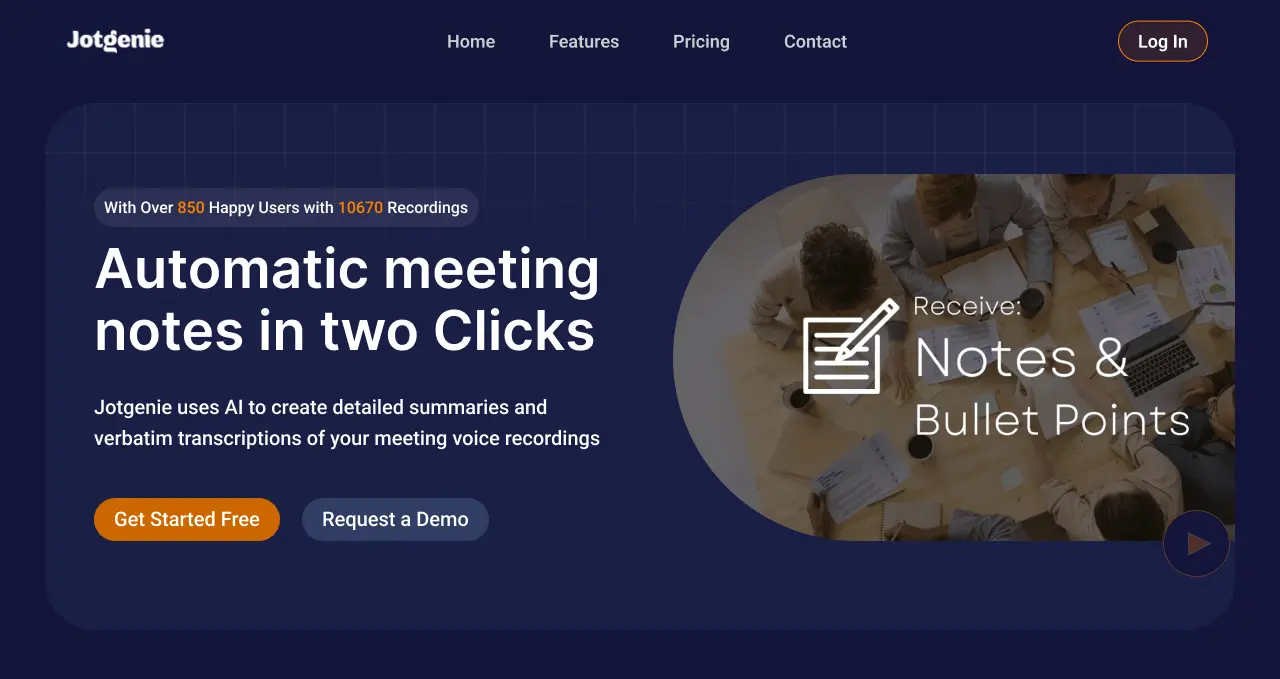 Jotgenie
Home
Features
Pricing
Contact
Log In
With Over 850 Happy Users with 10670 Recordings
Automatic meeting
notes in two Clicks
Jotgenie uses AI to create detailed summaries and
verbatim transcriptions of your meeting voice recordings
Get Started Free
Request a Demo
Receive:
Notes &
Bullet Points